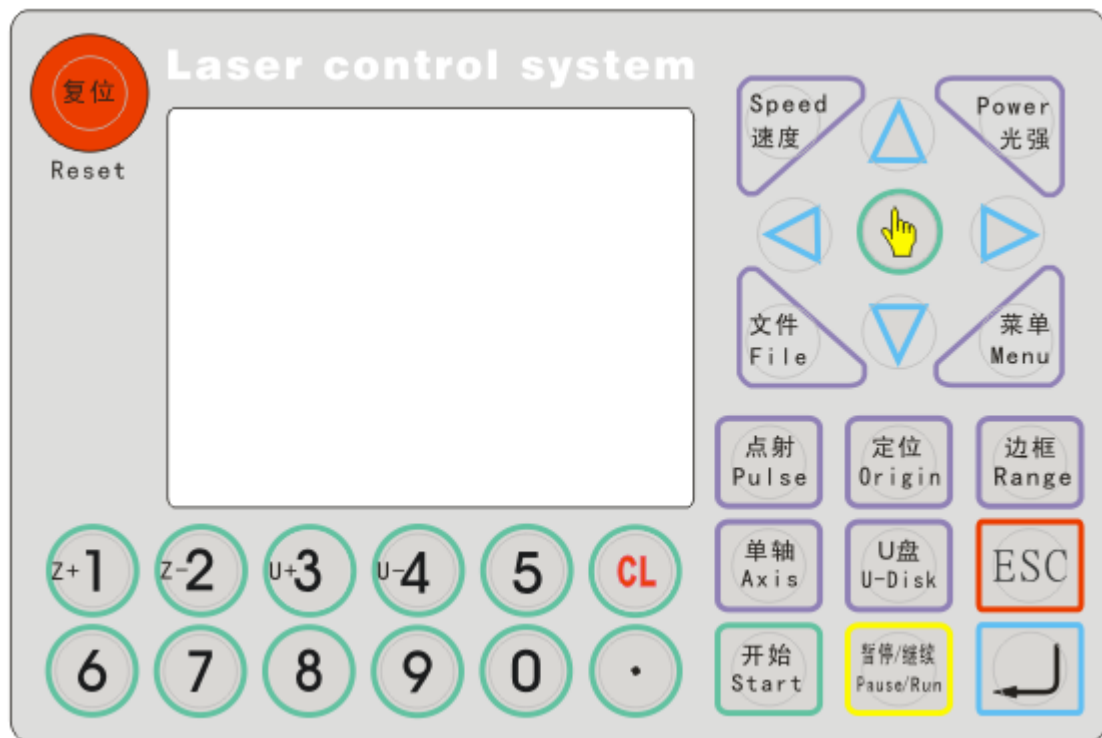 Laser control system
复位
Reset
Speed
速度
Power
光强
文件
File
菜单
Menu
点射
Pulse
定位
Origin
边框
Range
单轴
Axis
U盘
U-Disk
ESC
开始
Start
暂停/继续
Pause/Run
Z+1
Z-2
U+3
U-4
5
CL
6
7
8
9
0
.